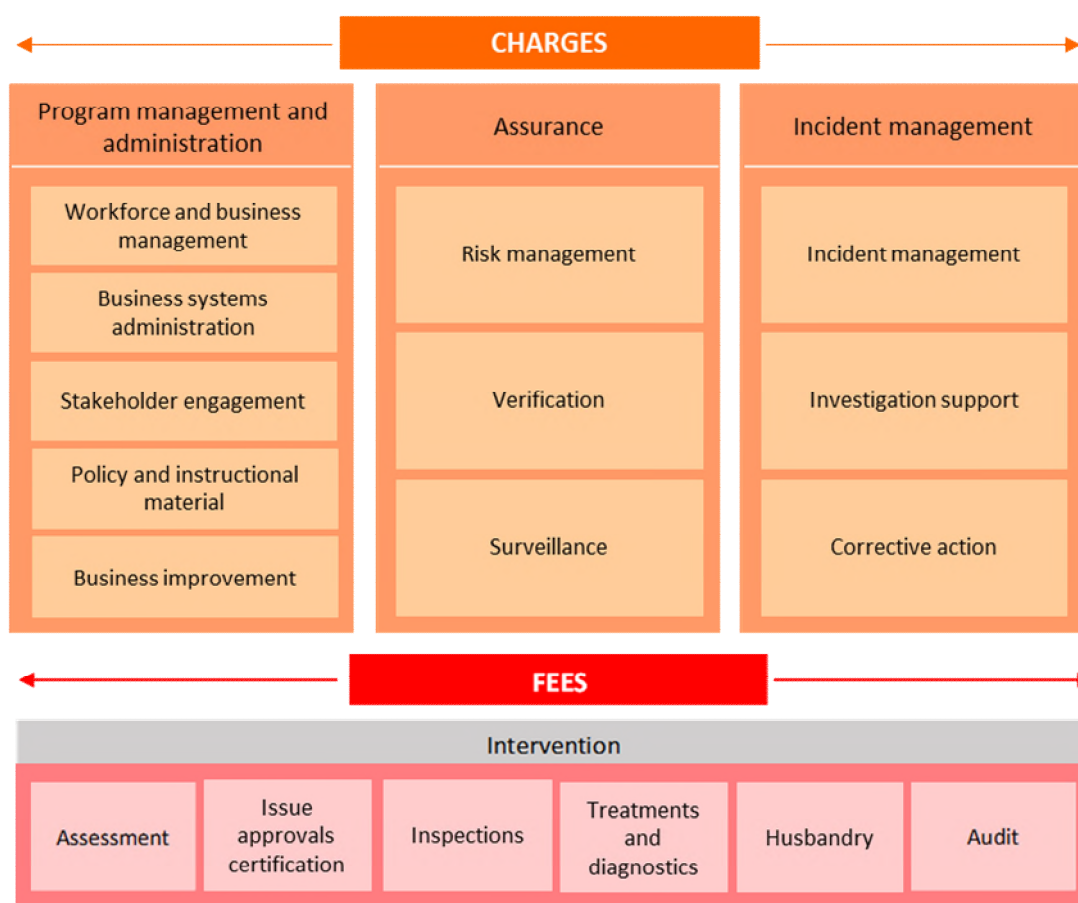 CHARGES
Program management and
administration
Workforce and business
management
Business systems
administration
Stakeholder engagement
Policy and instructional
material
Business improvement
Assurance
Risk management
Verification
Surveillance
Incident management
Incident management
Investigation support
Corrective action
FEES
Intervention
Assessment
Issue
approvals
certification
Inspections
Treatments
and
diagnostics
Husbandry
Audit